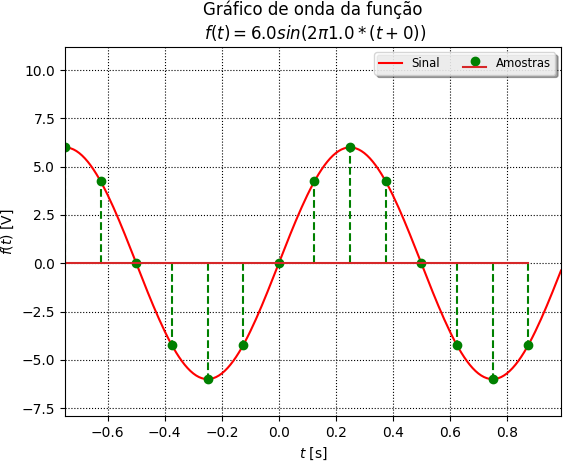 Gráfico de onda da função
f(t) = 6.0sin(2π1.0 * (t + 0))
Sinal
Amostras
10.0
7.5
5.0
2.5
0.0
−2.5
−5.0
−7.5
f(t) [V]
−0.6 −0.4 −0.2 0.0 0.2 0.4 0.6 0.8
t [s]